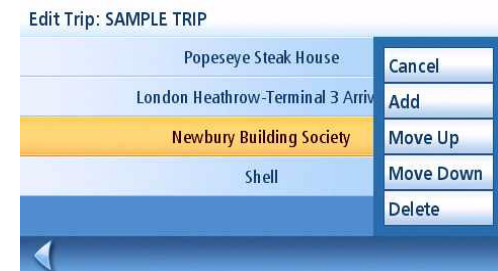 Edit Trip: SAMPLE TRIP
Popeseye Steak House
London Heathrow-Terminal 3 Arriv
Newbury Building Society
Shell
Cancel
Add
Move Up
Move Down
Delete